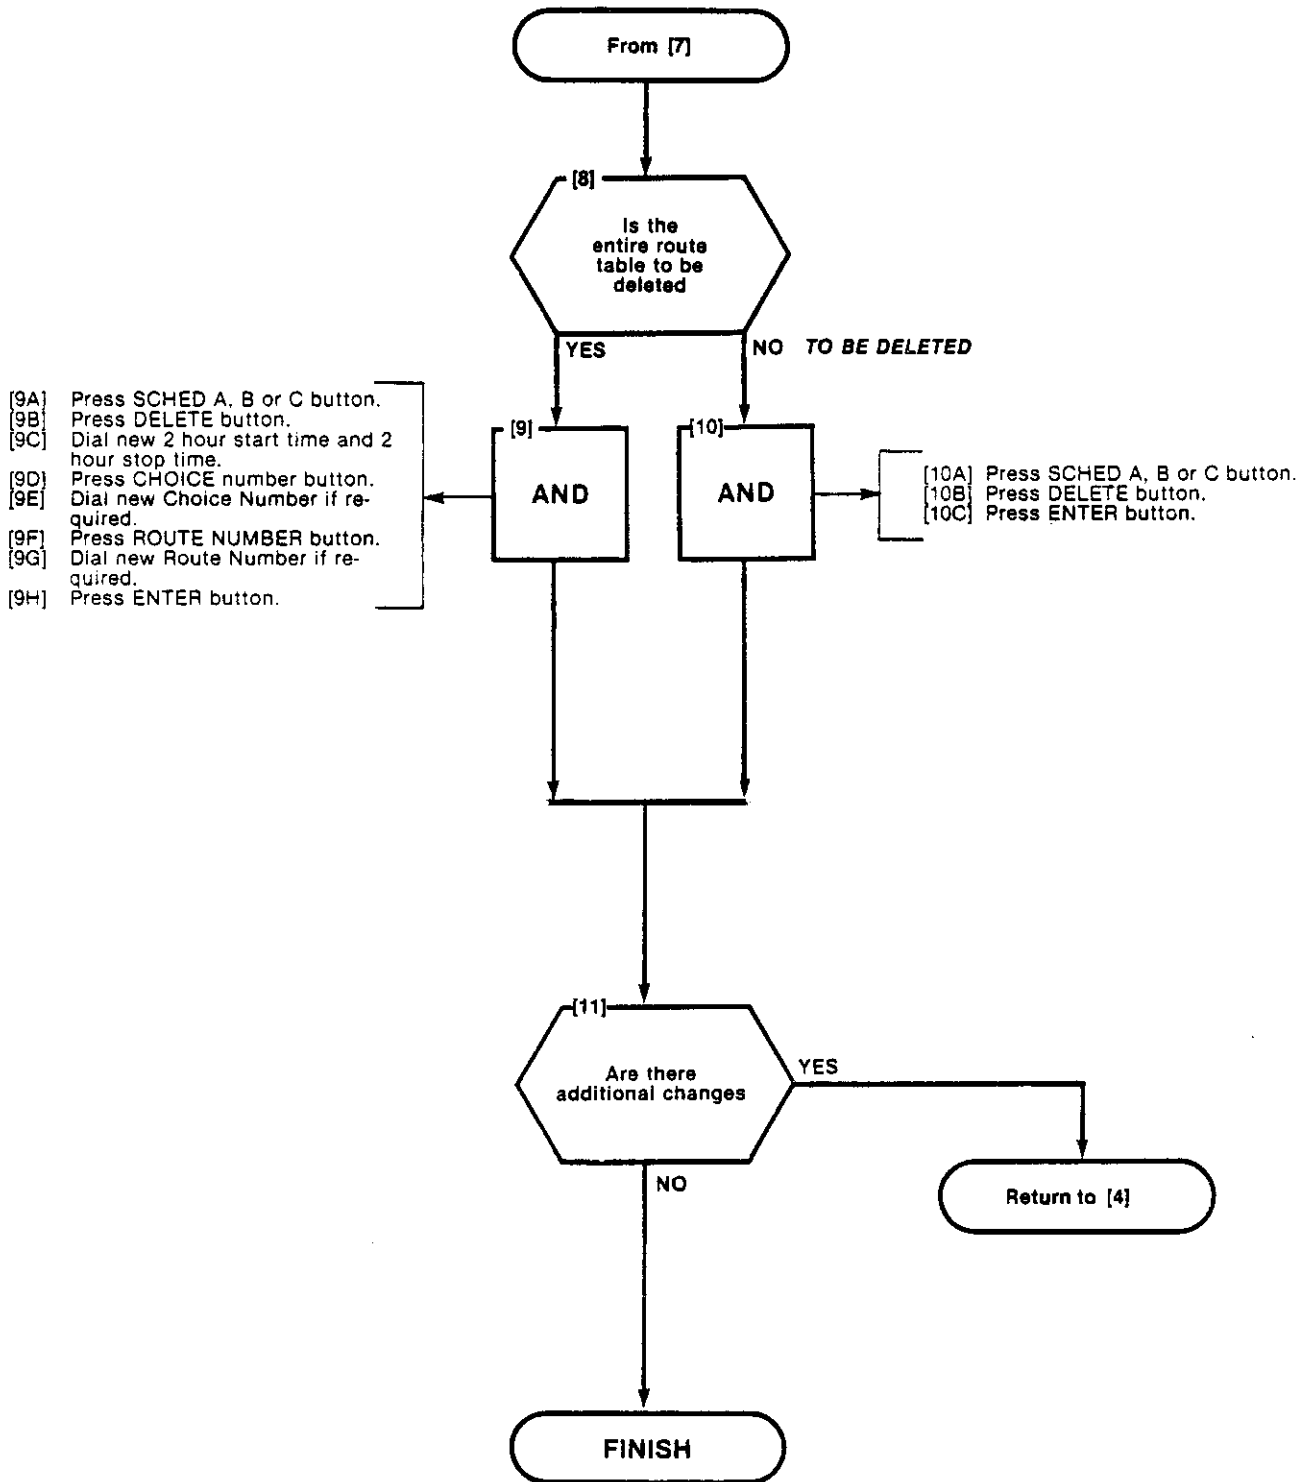 From [7]
[8]
Is the
entire route
table to be
deleted
YES
NO TO BE DELETED
[9A] Press SCHED A, B or C button.
[9B] Press DELETE button.
[9C] Dial new 2 hour start time and 2
hour stop time.
[9D] Press CHOICE number button.
[9E] Dial new Choice Number if re-
quired.
[9F] Press ROUTE NUMBER button.
[9G] Dial new Route Number if re-
quired.
[9H] Press ENTER button.
[9]
AND
[10]
AND
[10A] Press SCHED A, B or C button.
[10B] Press DELETE button.
[10C] Press ENTER button.
[11]
Are there
additional changes
YES
NO
Return to [4]
FINISH